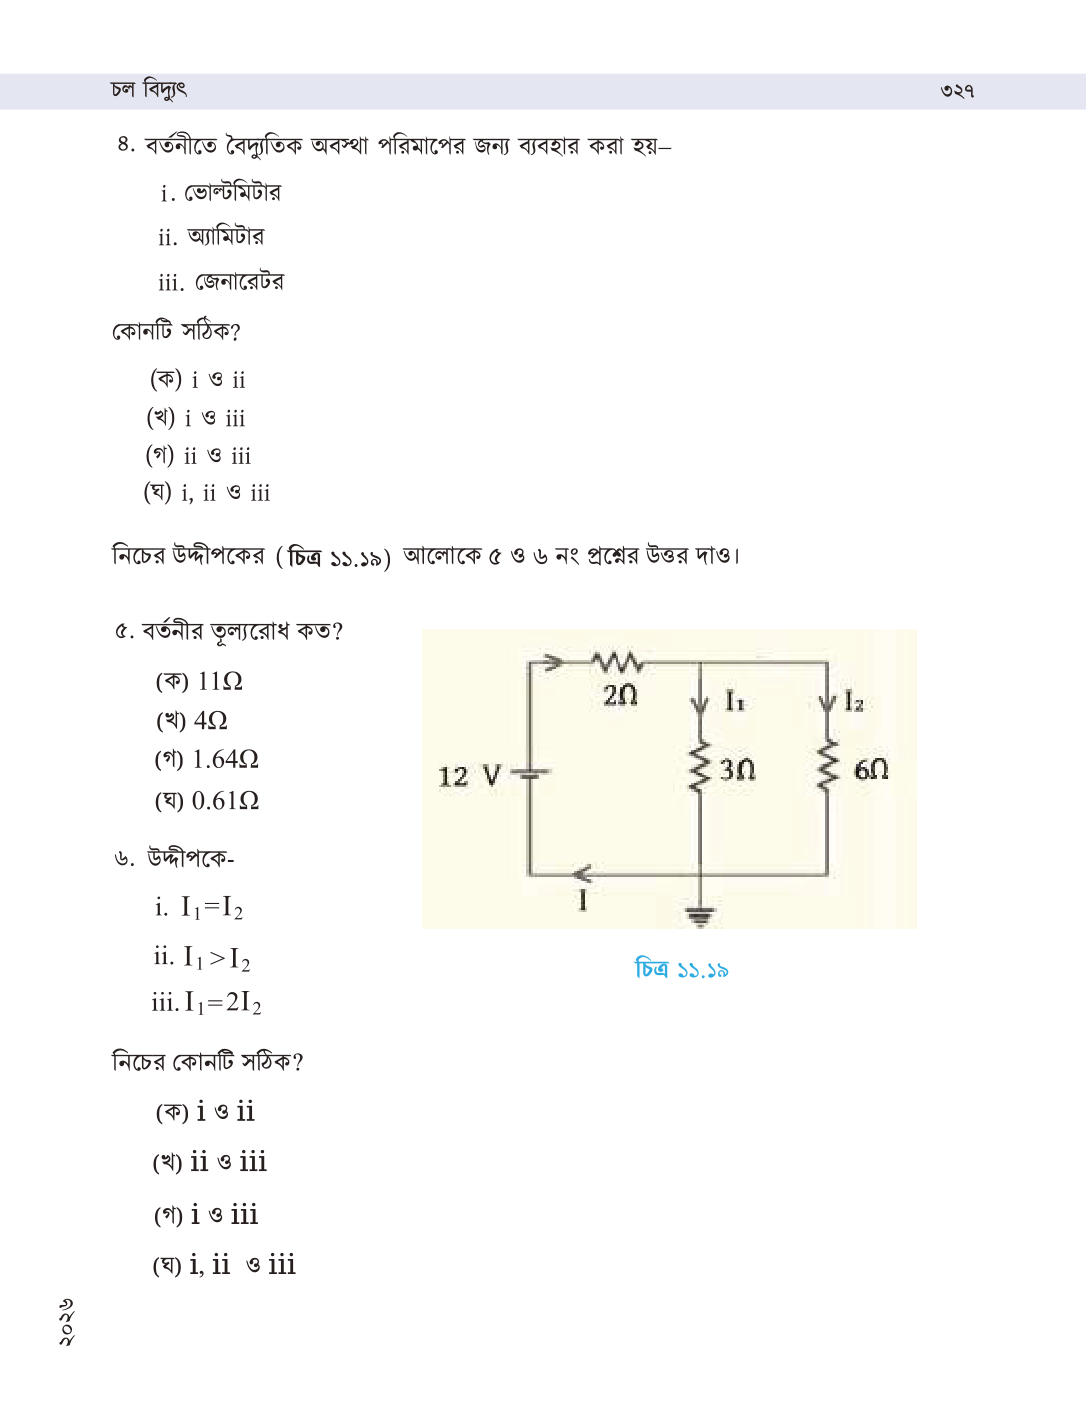 চল বিদ্যুৎ ৩২৭
৪. বর্তনীতে বৈদ্যুতিক অবস্থা পরিমাপের জন্য ব্যবহার করা হয়–
i. ভোল্টমিটার
ii. অ্যামিটার
iii. জেনারেটর
কোনটি সঠিক?
(ক) i ও ii
(খ) i ও iii
(গ) ii ও iii
(ঘ) i, ii ও iii
নিচের উদ্দীপকের (চিত্র ১১.১৯) আলোকে ৫ ও ৬ নং প্রশ্নের উত্তর দাও।
৫. বর্তনীর তূল্যরোধ কত?
(ক) 11Ω
(খ) 4Ω
(গ) 1.64Ω
(ঘ) 0.61Ω
2Ω
I₁
I₂
12 V
3Ω
6Ω
I
চিত্র ১১.১৯
৬. উদ্দীপকে-
i. I₁=I₂
ii. I₁>I₂
iii. I₁=2I₂
নিচের কোনটি সঠিক?
(ক) i ও ii
(খ) ii ও iii
(গ) i ও iii
(ঘ) i, ii ও iii
২০২৬